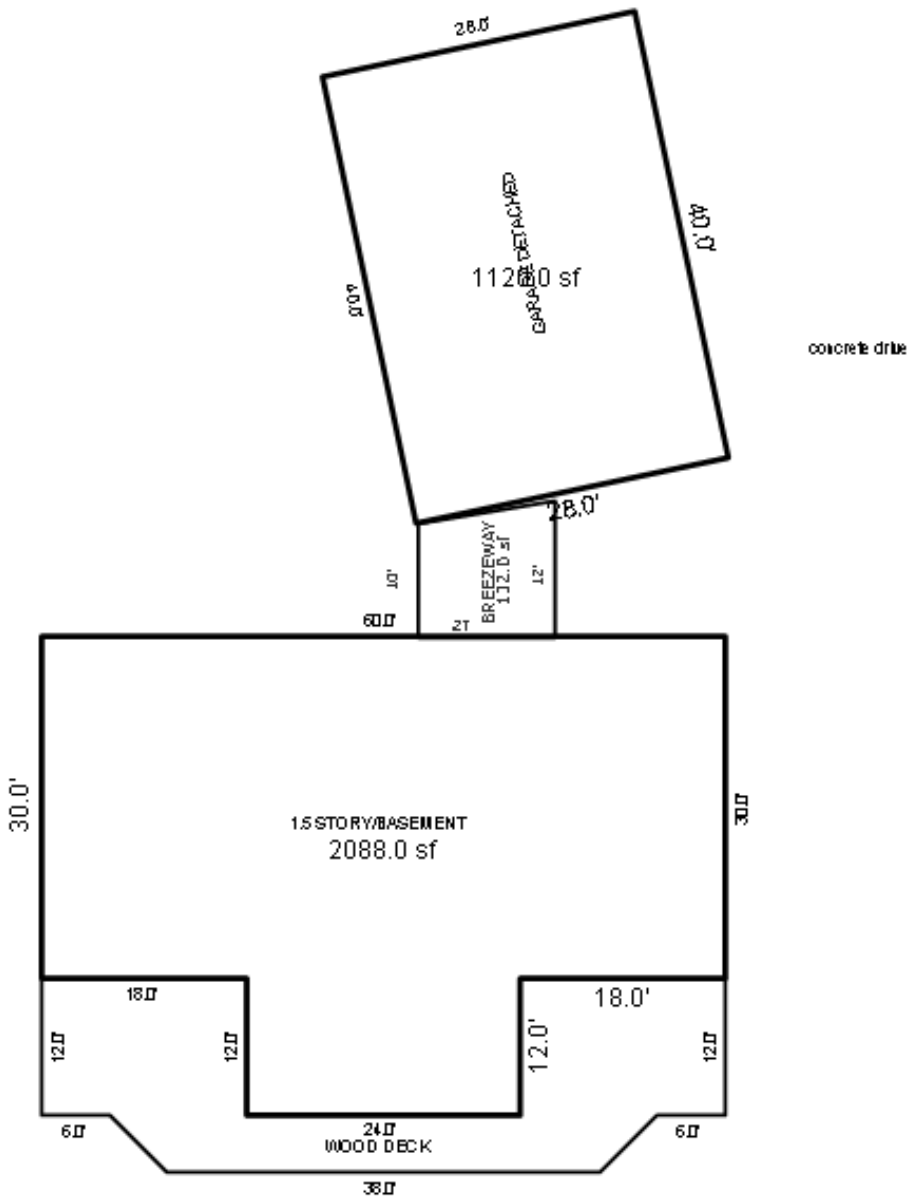 28.0'
40.0'
GARAGE DETACHED
1120.0 sf
40.0'
concrete drive
28.0'
BREEZEWAY
132.0 sf
10'
12'
12'
60.0'
30.0'
30.0'
1.5 STORY/BASEMENT
2088.0 sf
18.0'
18.0'
12.0'
12.0'
12.0'
12.0'
6.0'
24.0'
6.0'
WOOD DECK
38.0'